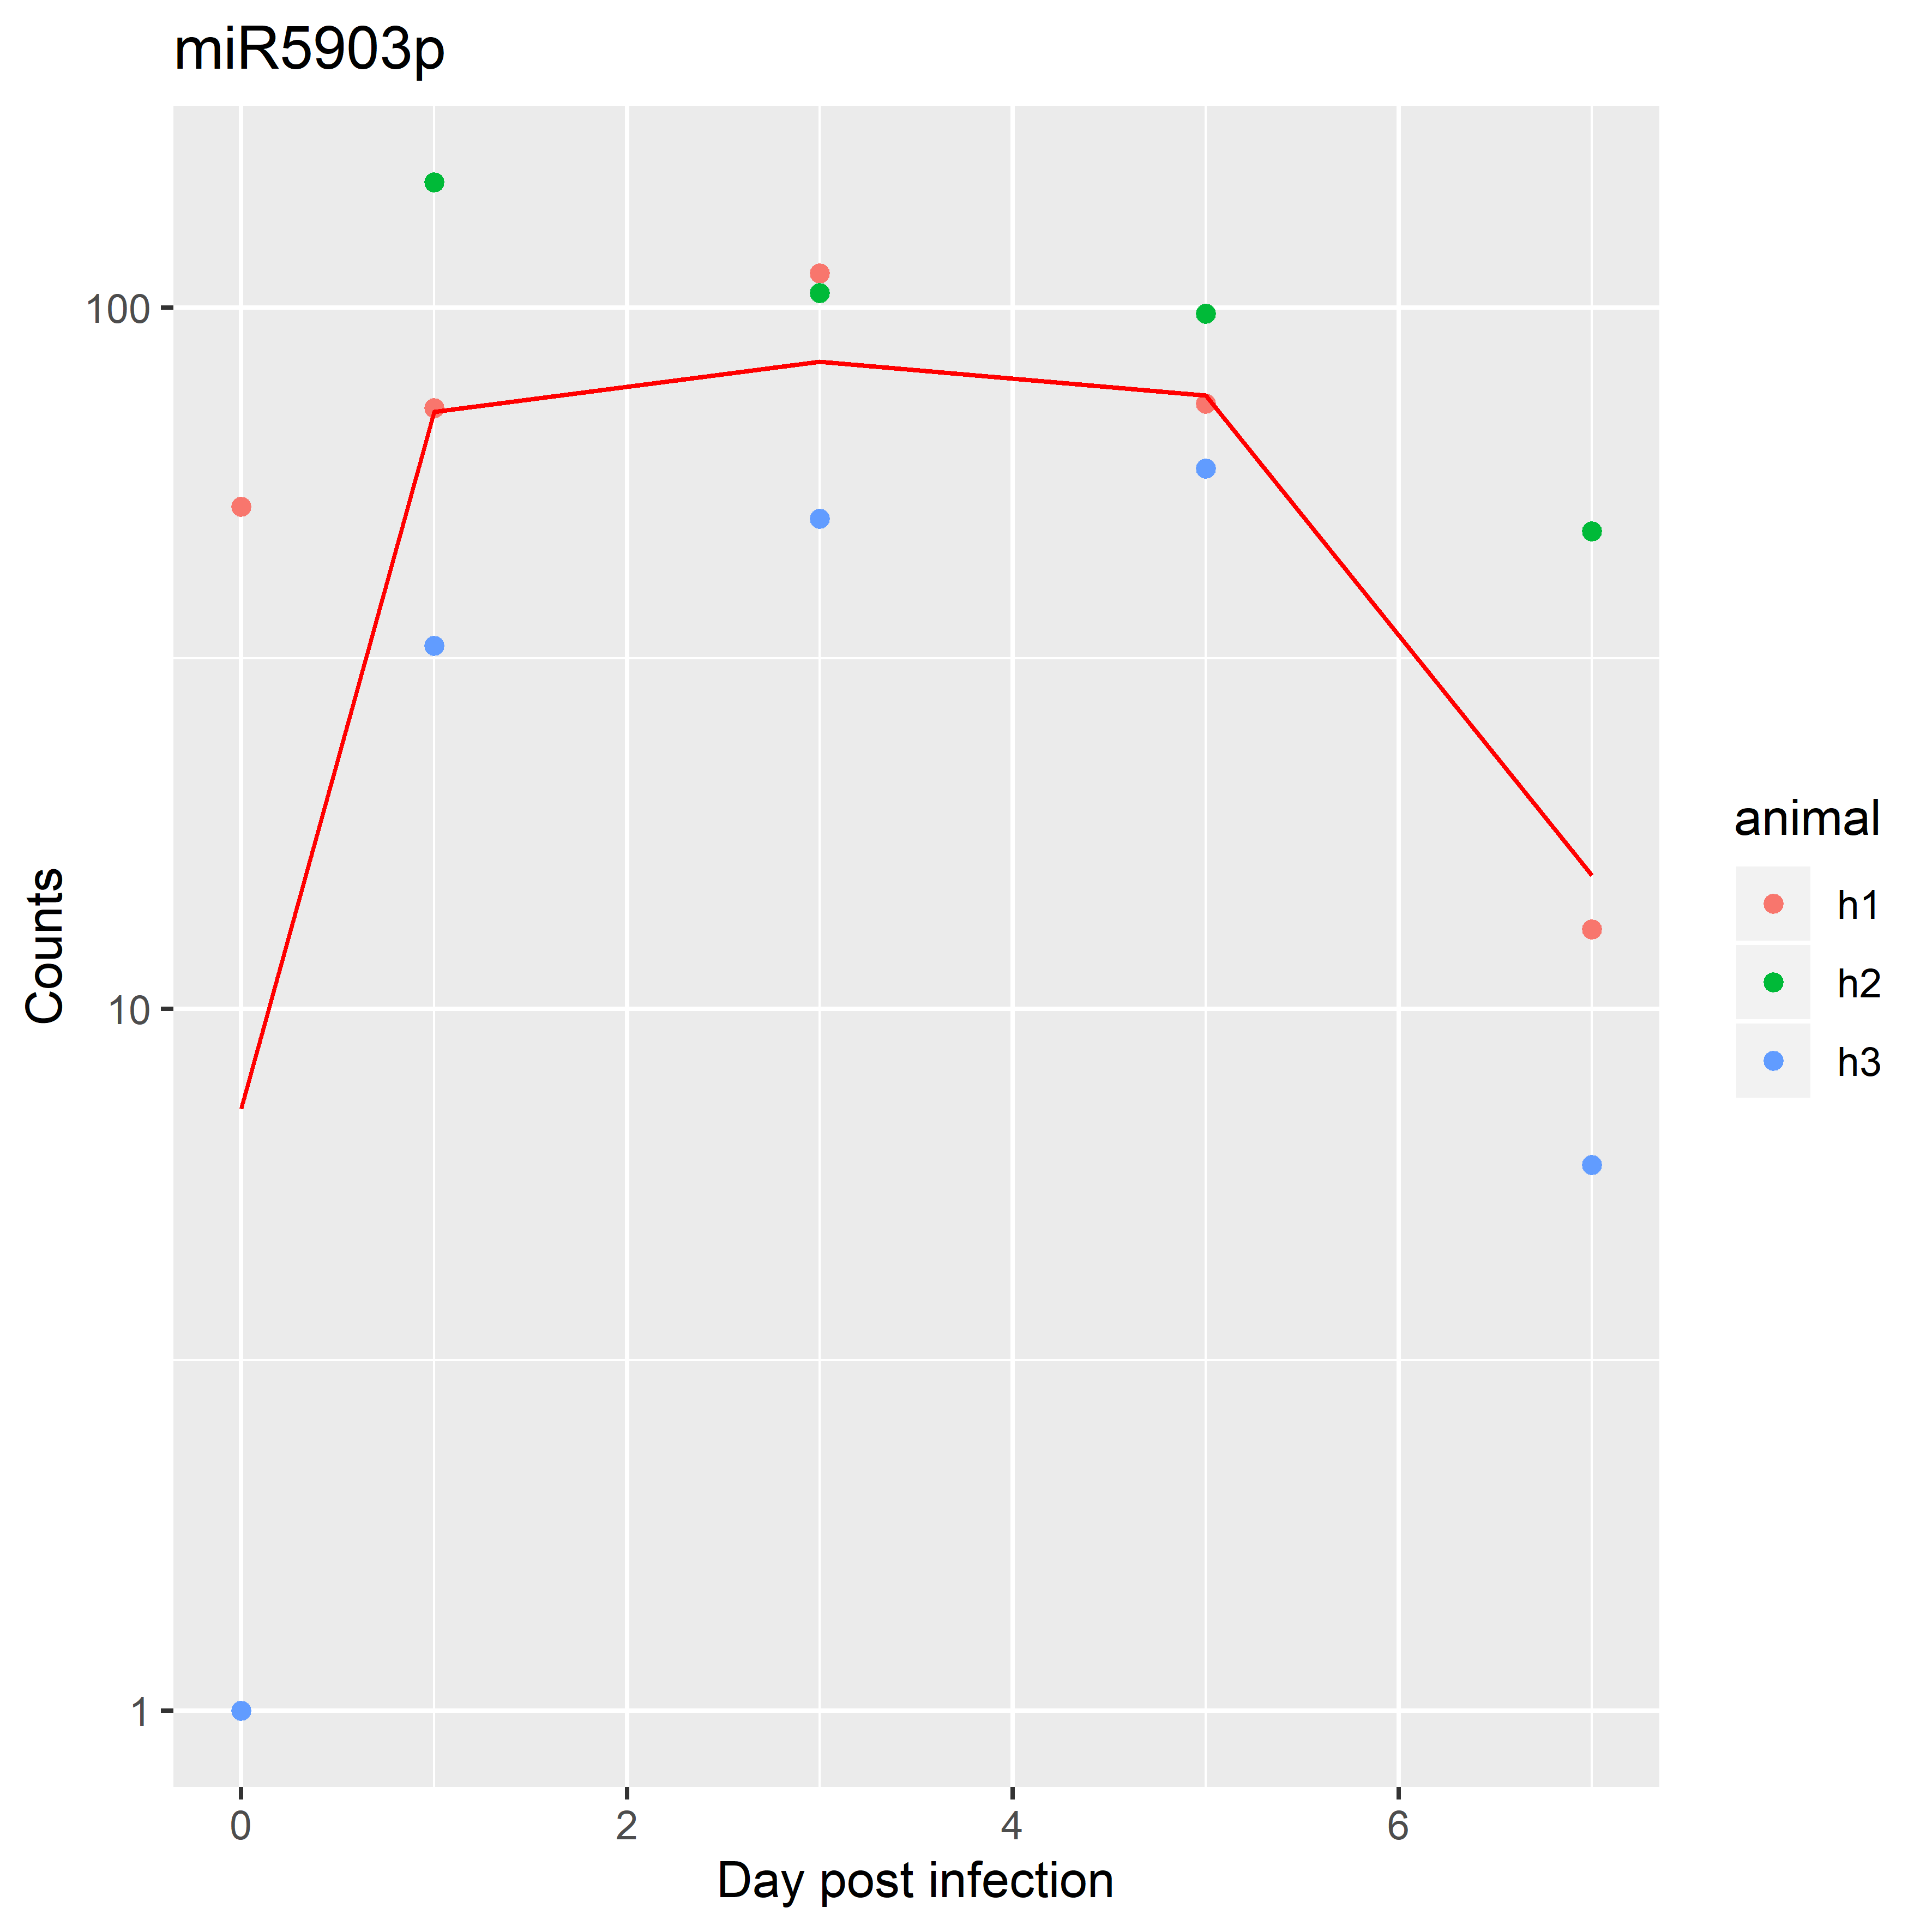 miR5903p
Counts
100
10
1
0 2 4 6
Day post infection
animal
h1
h2
h3